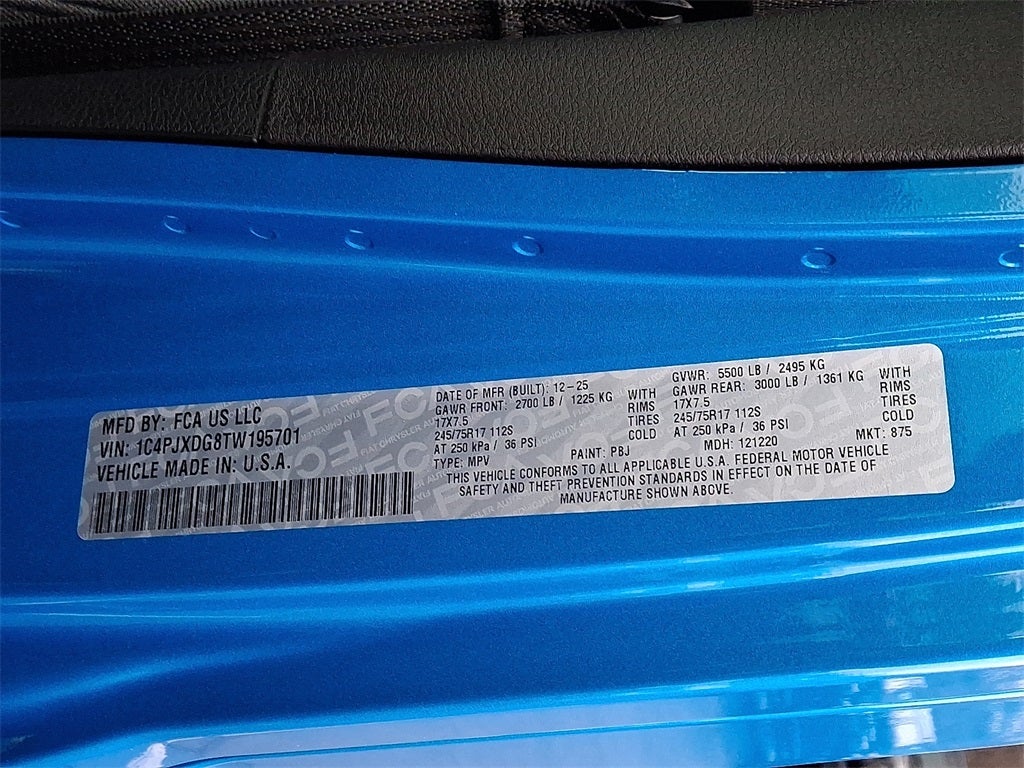 MFD BY: FCA US LLC
VIN: 1C4PJXDG8TW195701
VEHICLE MADE IN: U.S.A.
DATE OF MFR (BUILT): 12-25
GAWR FRONT: 2700 LB / 1225 KG WITH
17X7.5 RIMS
245/75R17 112S TIRES
AT 250 kPa / 36 PSI COLD
TYPE: MPV PAINT: PBJ
GVWR: 5500 LB / 2495 KG
GAWR REAR: 3000 LB / 1361 KG WITH
17X7.5 RIMS
245/75R17 112S TIRES
AT 250 kPa / 36 PSI COLD
MDH: 121220 MKT: 875
THIS VEHICLE CONFORMS TO ALL APPLICABLE U.S.A. FEDERAL MOTOR VEHICLE
SAFETY AND THEFT PREVENTION STANDARDS IN EFFECT ON THE DATE OF
MANUFACTURE SHOWN ABOVE.